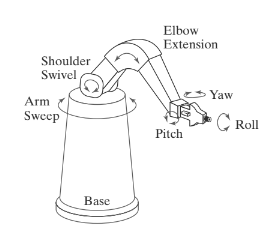 Elbow
Extension
Shoulder
Swivel
Arm
Sweep
Yaw
Roll
Pitch
Base